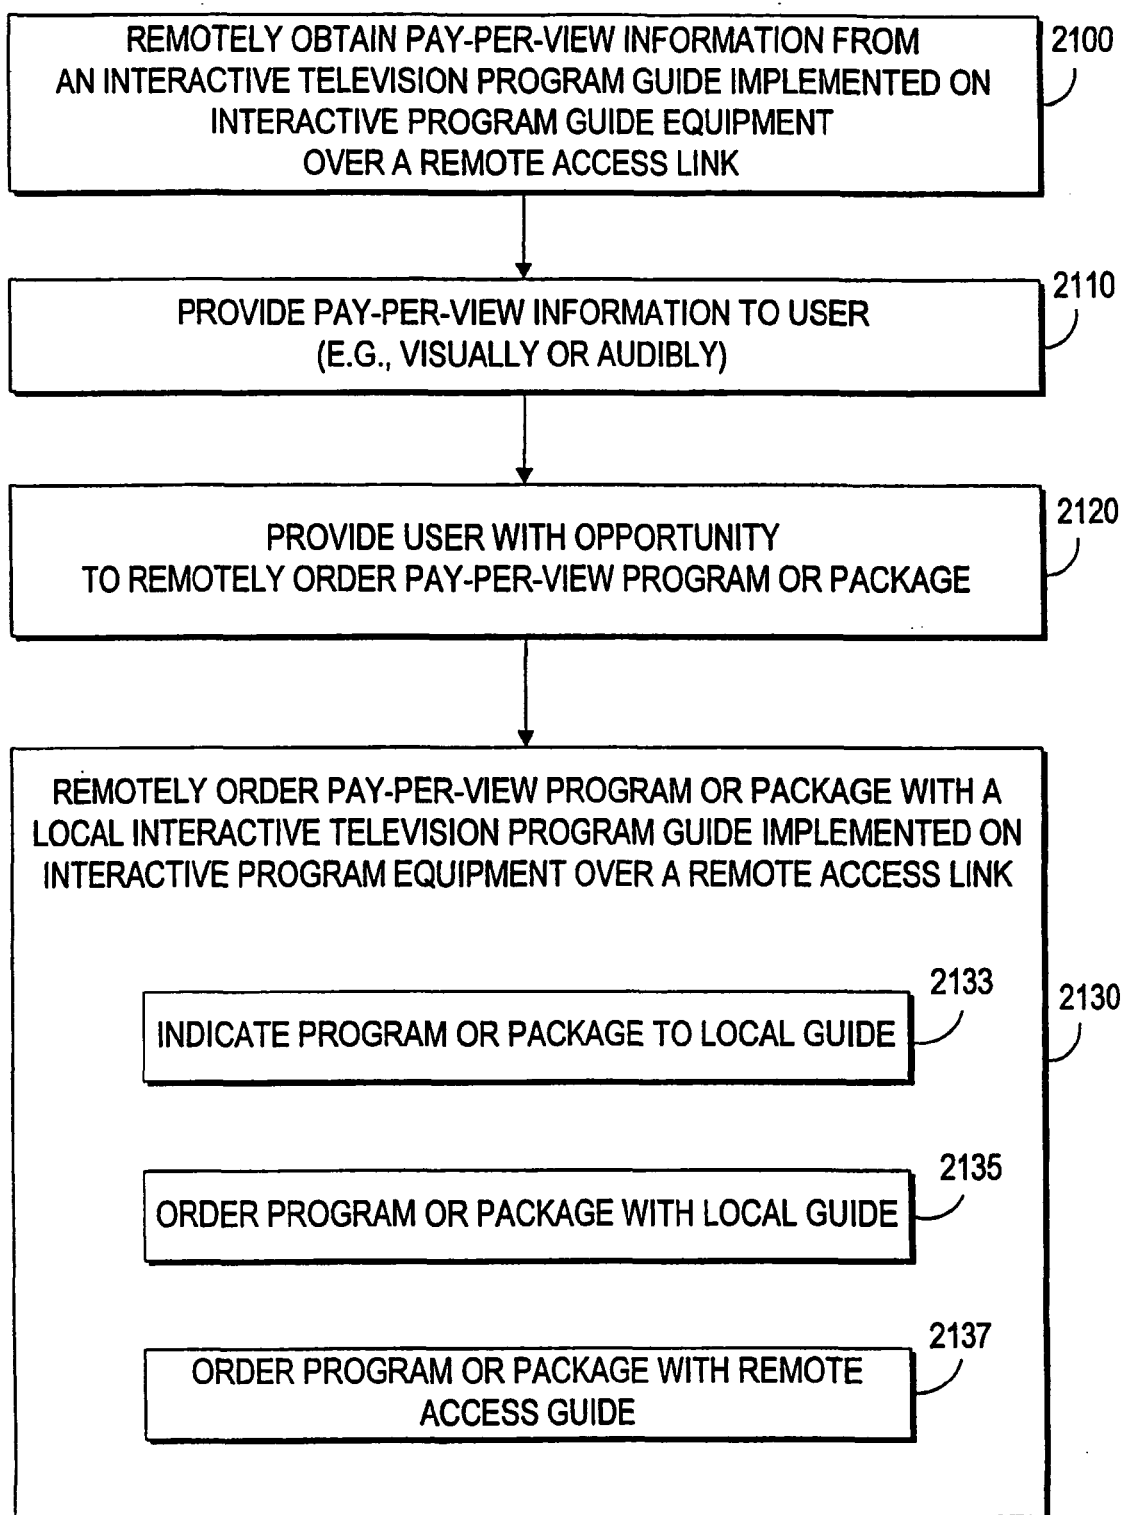 REMOTELY OBTAIN PAY-PER-VIEW INFORMATION FROM
AN INTERACTIVE TELEVISION PROGRAM GUIDE IMPLEMENTED ON
INTERACTIVE PROGRAM GUIDE EQUIPMENT
OVER A REMOTE ACCESS LINK
2100
PROVIDE PAY-PER-VIEW INFORMATION TO USER
(E.G., VISUALLY OR AUDIBLY)
2110
PROVIDE USER WITH OPPORTUNITY
TO REMOTELY ORDER PAY-PER-VIEW PROGRAM OR PACKAGE
2120
REMOTELY ORDER PAY-PER-VIEW PROGRAM OR PACKAGE WITH A
LOCAL INTERACTIVE TELEVISION PROGRAM GUIDE IMPLEMENTED ON
INTERACTIVE PROGRAM EQUIPMENT OVER A REMOTE ACCESS LINK
2130
INDICATE PROGRAM OR PACKAGE TO LOCAL GUIDE
2133
ORDER PROGRAM OR PACKAGE WITH LOCAL GUIDE
2135
ORDER PROGRAM OR PACKAGE WITH REMOTE
ACCESS GUIDE
2137